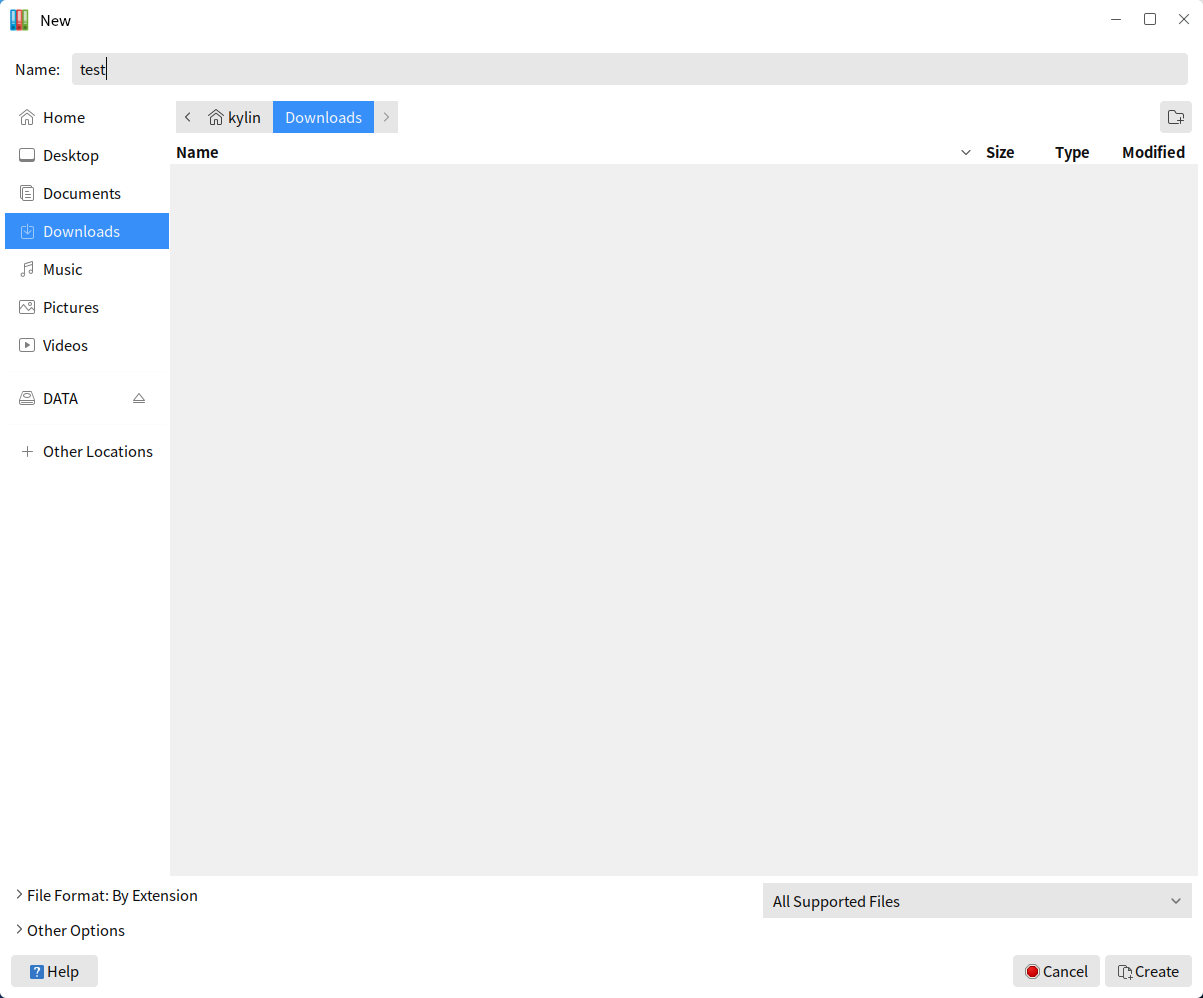 New
Name: test
Home
Desktop
Documents
Downloads
Music
Pictures
Videos
DATA
Other Locations
kylin Downloads
Name Size Type Modified
File Format: By Extension
All Supported Files
Other Options
Help
Cancel
Create